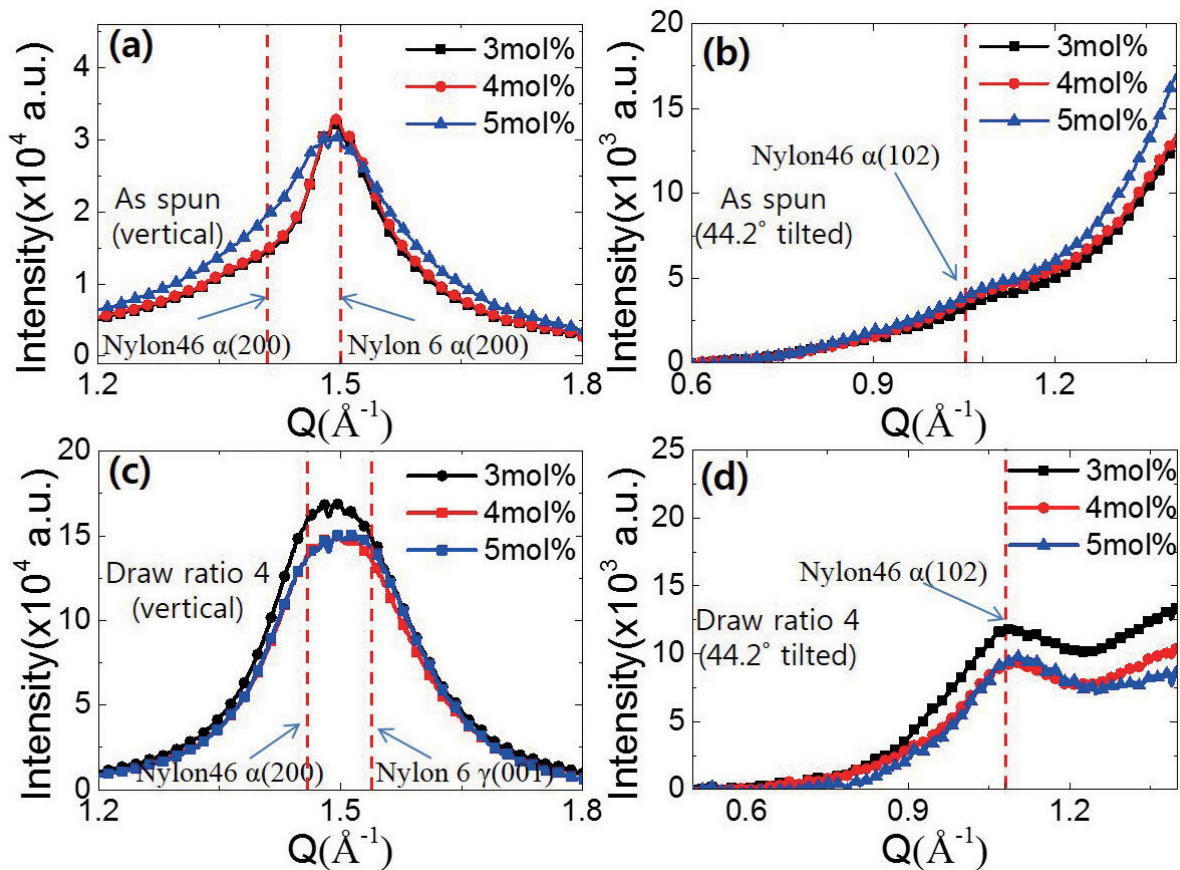 (a)
3mol%
4mol%
5mol%
As spun
(vertical)
Nylon46 α(200)
Nylon 6 α(200)
Intensity(x10⁴ a.u.)
4
3
2
1
0
1.2
1.5
1.8
Q(Å⁻¹)
(b)
3mol%
4mol%
5mol%
Nylon46 α(102)
As spun
(44.2˚ tilted)
Intensity(x10³ a.u.)
20
15
10
5
0
0.6
0.9
1.2
Q(Å⁻¹)
(c)
3mol%
4mol%
5mol%
Draw ratio 4
(vertical)
Nylon46 α(200)
Nylon 6 γ(001)
Intensity(x10⁴ a.u.)
20
15
10
5
0
1.2
1.5
1.8
Q(Å⁻¹)
(d)
3mol%
4mol%
5mol%
Nylon46 α(102)
Draw ratio 4
(44.2˚ tilted)
Intensity(x10³ a.u.)
25
20
15
10
5
0
0.6
0.9
1.2
Q(Å⁻¹)